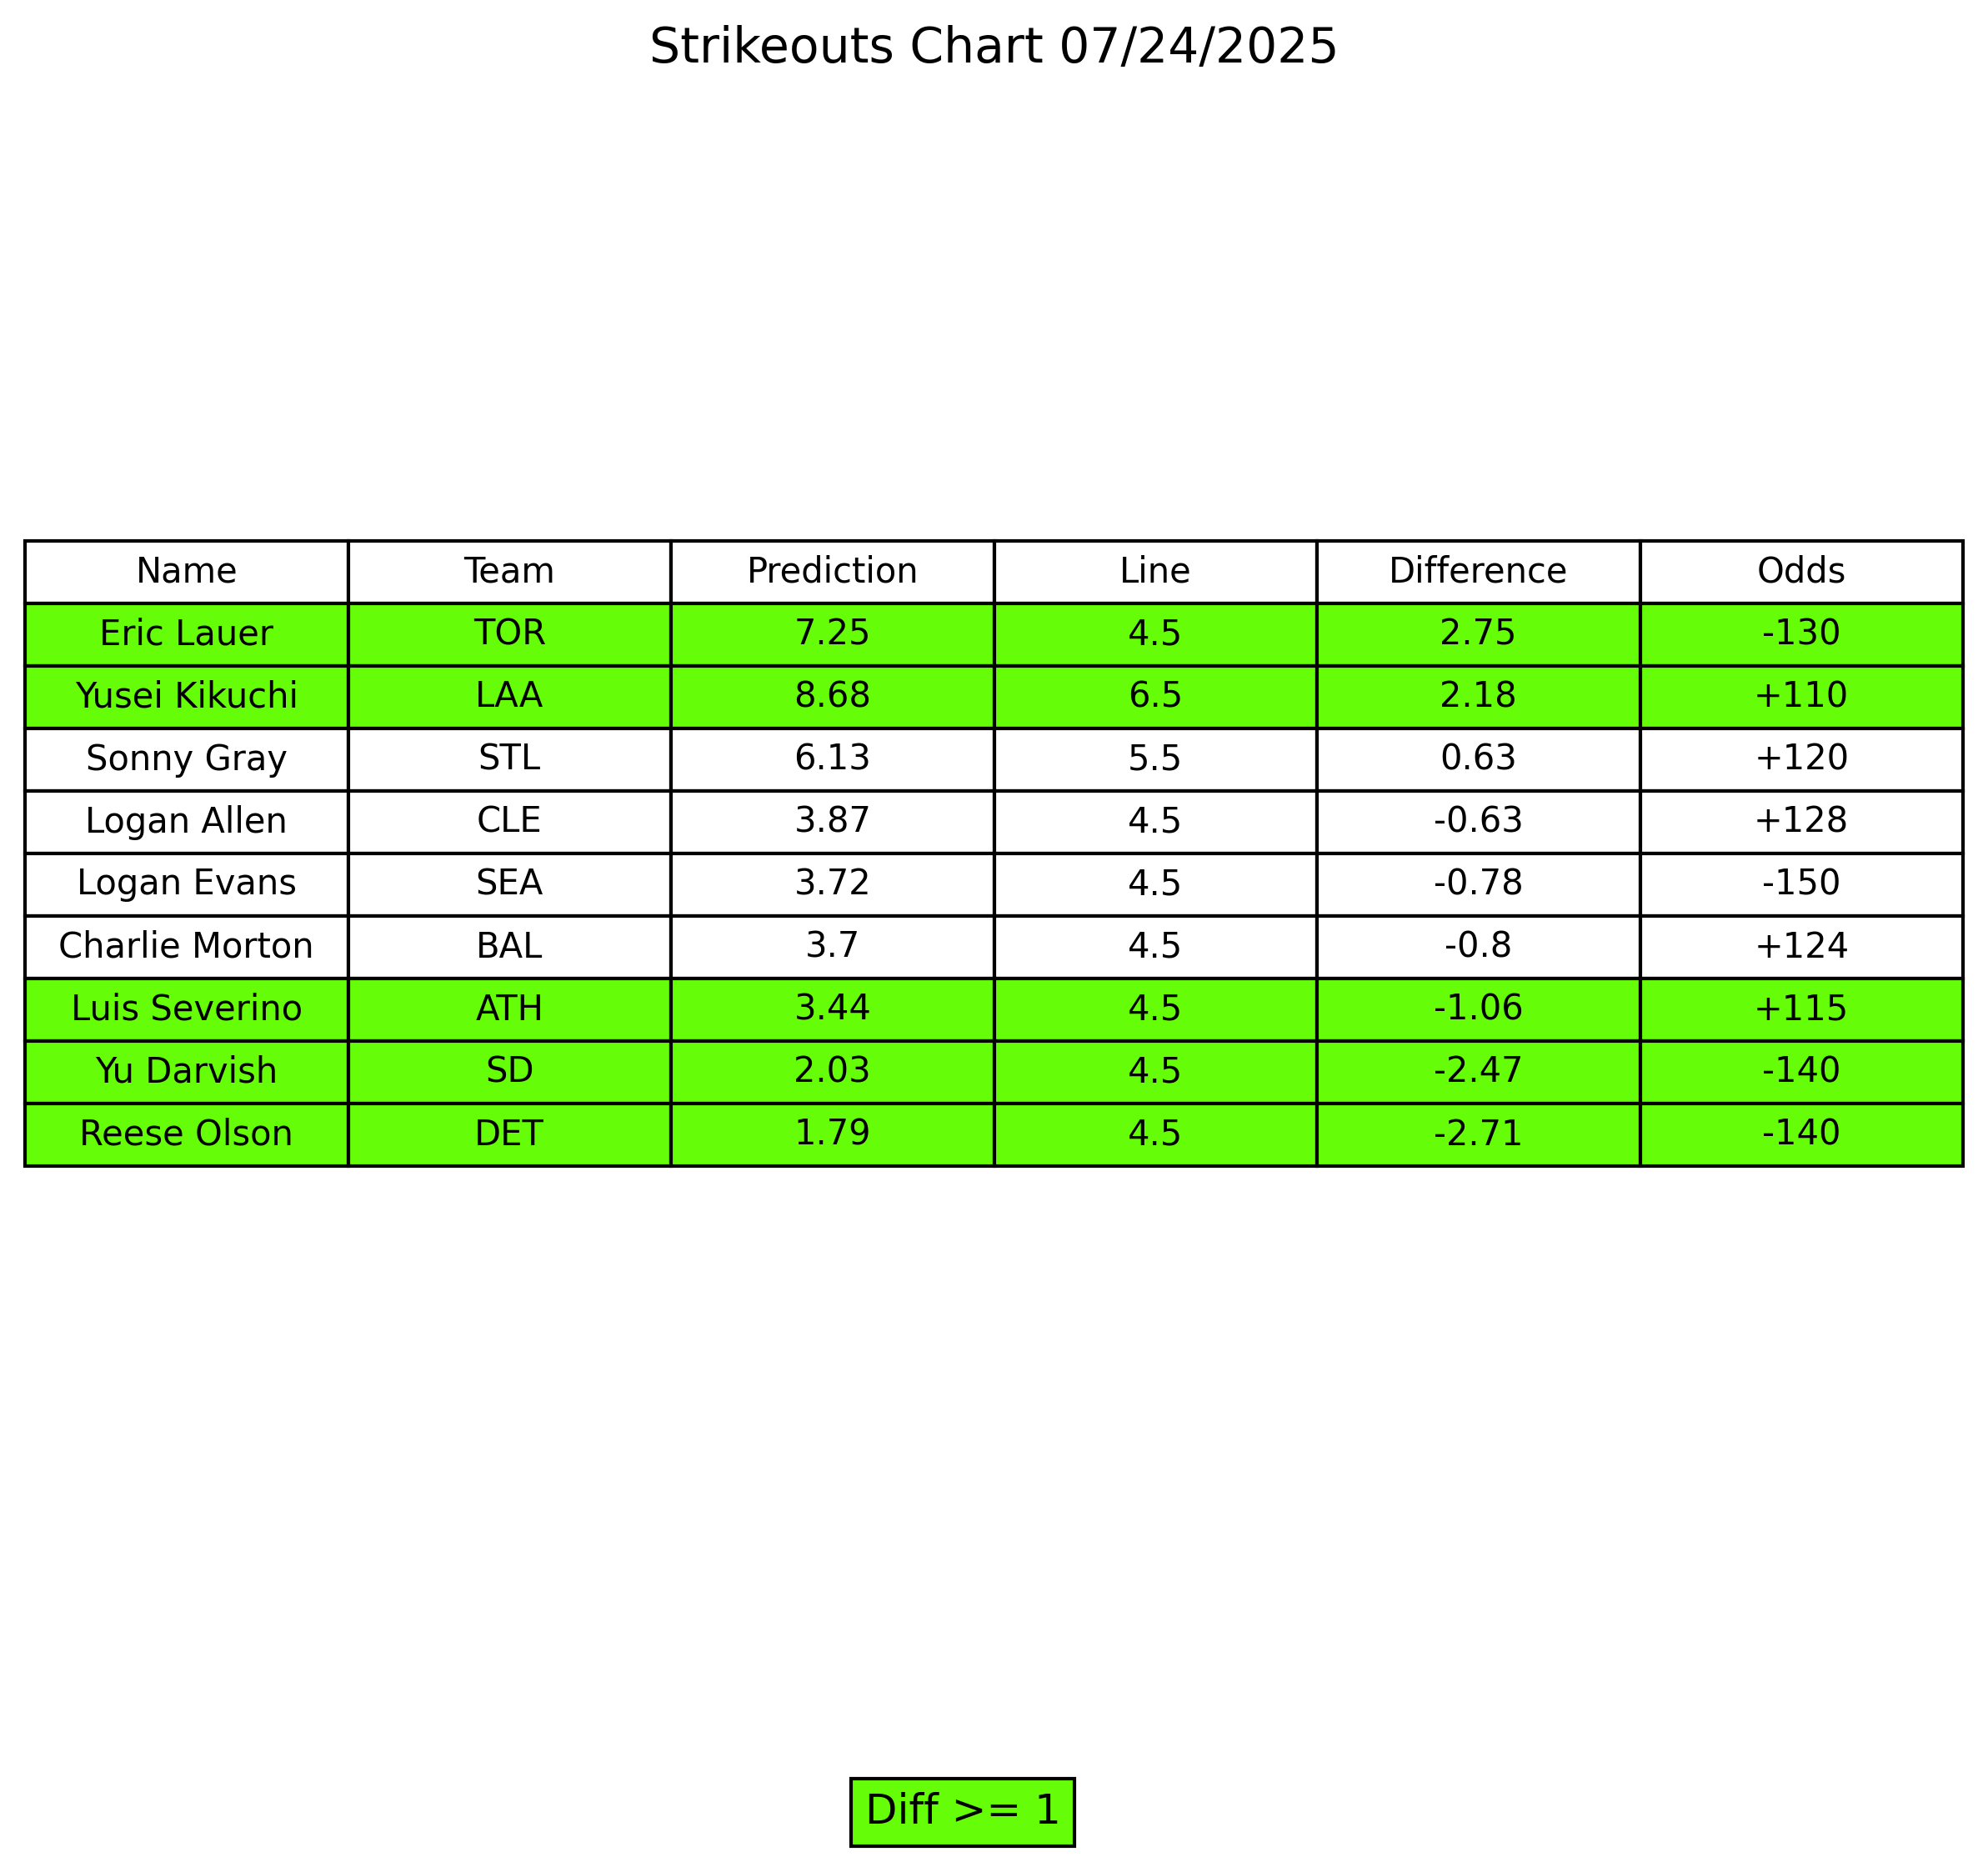 Strikeouts Chart 07/24/2025
Name Team Prediction Line Difference Odds
Eric Lauer TOR 7.25 4.5 2.75 -130
Yusei Kikuchi LAA 8.68 6.5 2.18 +110
Sonny Gray STL 6.13 5.5 0.63 +120
Logan Allen CLE 3.87 4.5 -0.63 +128
Logan Evans SEA 3.72 4.5 -0.78 -150
Charlie Morton BAL 3.7 4.5 -0.8 +124
Luis Severino ATH 3.44 4.5 -1.06 +115
Yu Darvish SD 2.03 4.5 -2.47 -140
Reese Olson DET 1.79 4.5 -2.71 -140
Diff >= 1